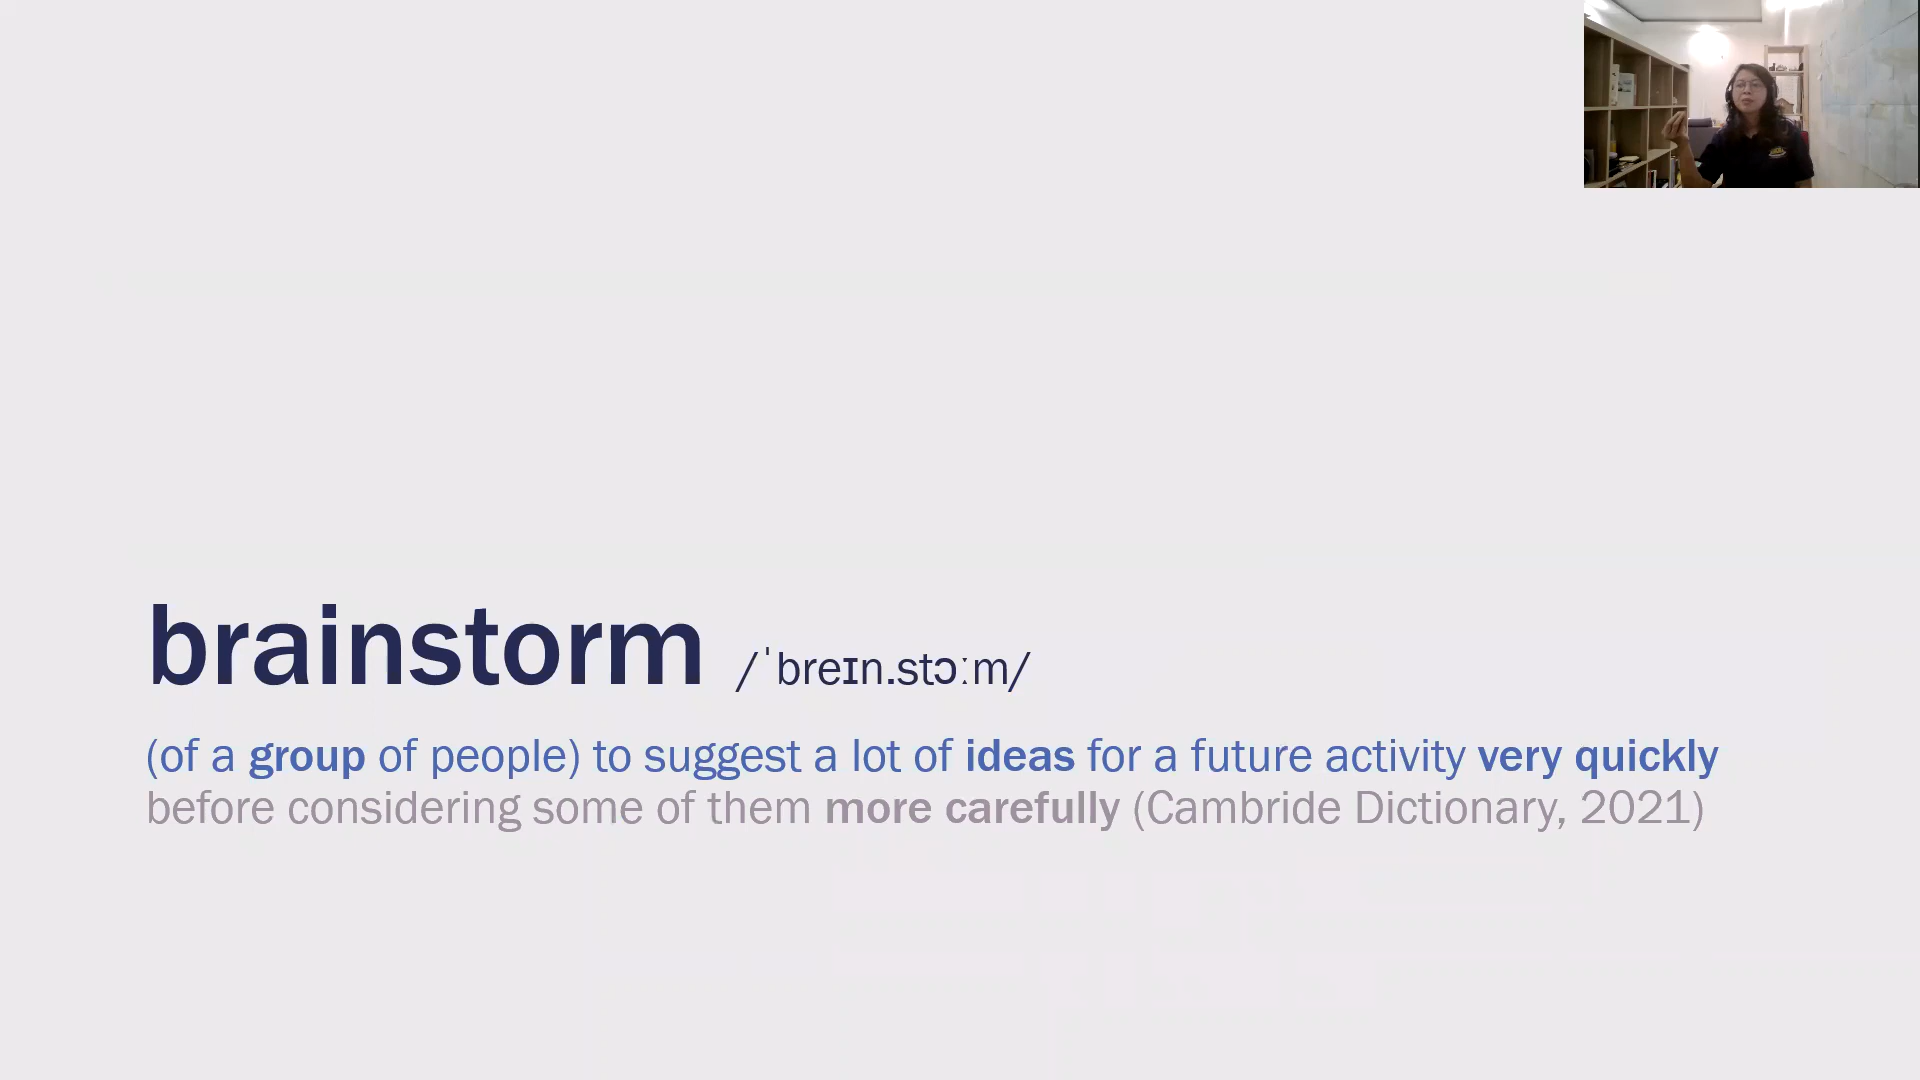 brainstorm /ˈbreɪn.stɔːm/
(of a group of people) to suggest a lot of ideas for a future activity very quickly
before considering some of them more carefully (Cambride Dictionary, 2021)